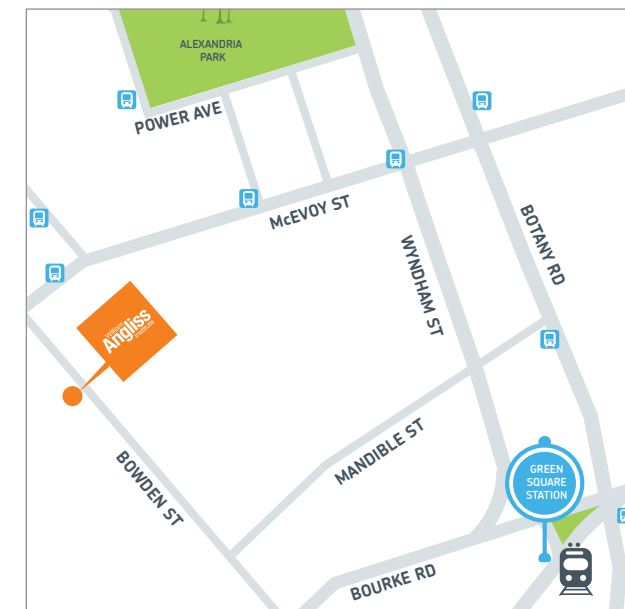 ALEXANDRIA
PARK
POWER AVE
McEVOY ST
BOTANY RD
WYNDHAM ST
William
Angliss
Institute
MANDIBLE ST
BOWDEN ST
GREEN
SQUARE
STATION
BOURKE RD